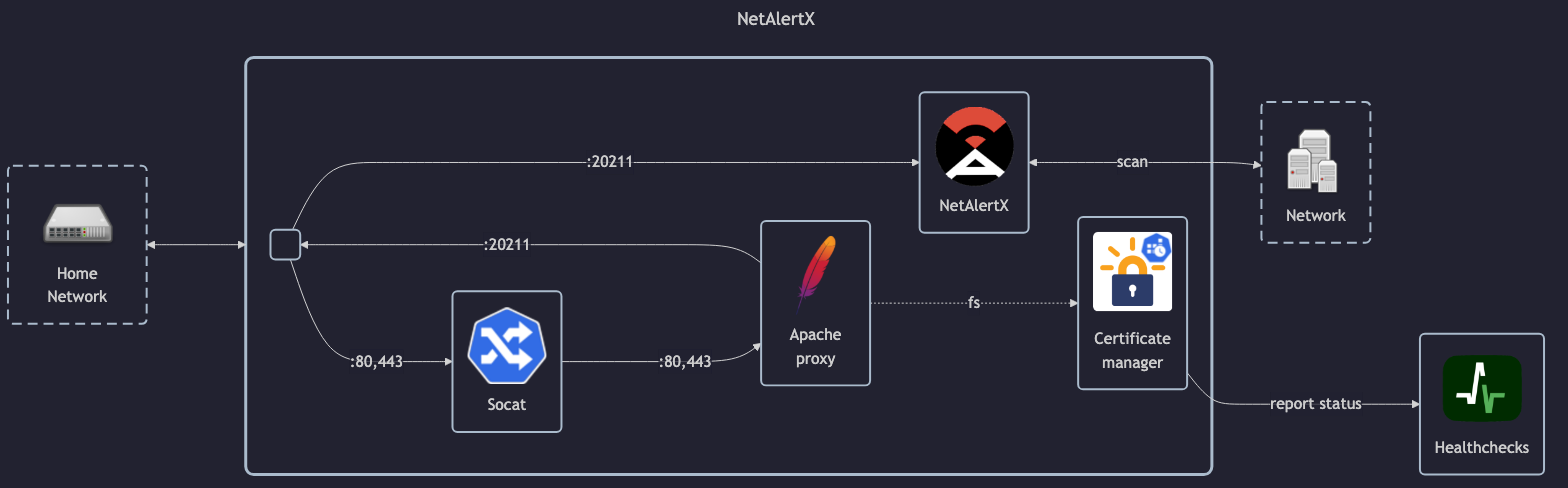 NetAlertX
:20211
NetAlertX
scan
Network
Home
Network
:20211
Apache
proxy
fs
Certificate
manager
:80,443
Socat
:80,443
report status
Healthchecks